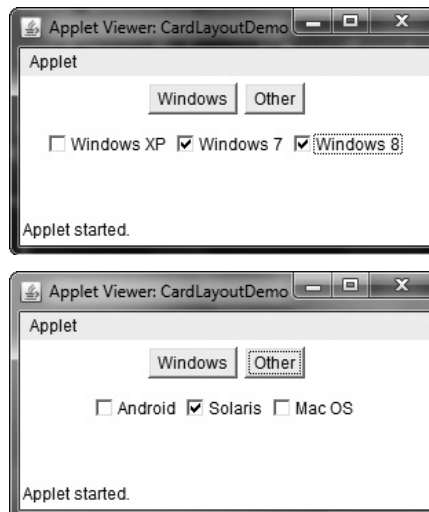 Applet Viewer: CardLayoutDemo
Applet
Windows Other
Windows XP Windows 7 Windows 8
Applet started.
Applet Viewer: CardLayoutDemo
Applet
Windows Other
Android Solaris Mac OS
Applet started.